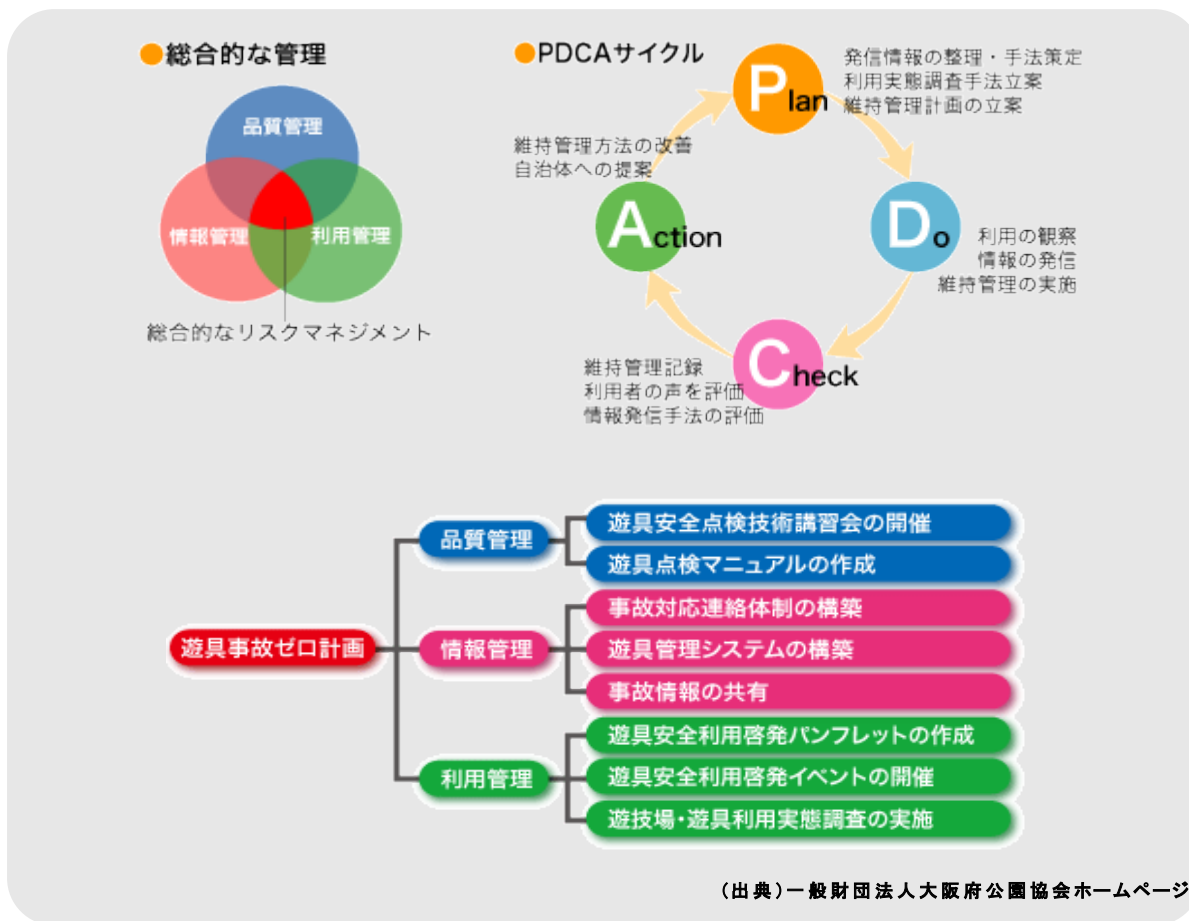 ●総合的な管理
品質管理
情報管理
利用管理
総合的なリスクマネジメント
●PDCAサイクル
Plan
発信情報の整理・手法策定
利用実態調査手法立案
維持管理計画の立案
Do
利用の観察
情報の発信
維持管理の実施
Check
維持管理記録
利用者の声を評価
情報発信手法の評価
Action
維持管理方法の改善
自治体への提案
遊具事故ゼロ計画
品質管理
遊具安全点検技術講習会の開催
遊具点検マニュアルの作成
情報管理
事故対応連絡体制の構築
遊具管理システムの構築
事故情報の共有
利用管理
遊具安全利用啓発パンフレットの作成
遊具安全利用啓発イベントの開催
遊技場・遊具利用実態調査の実施
（出典）一般財団法人大阪府公園協会ホームページ